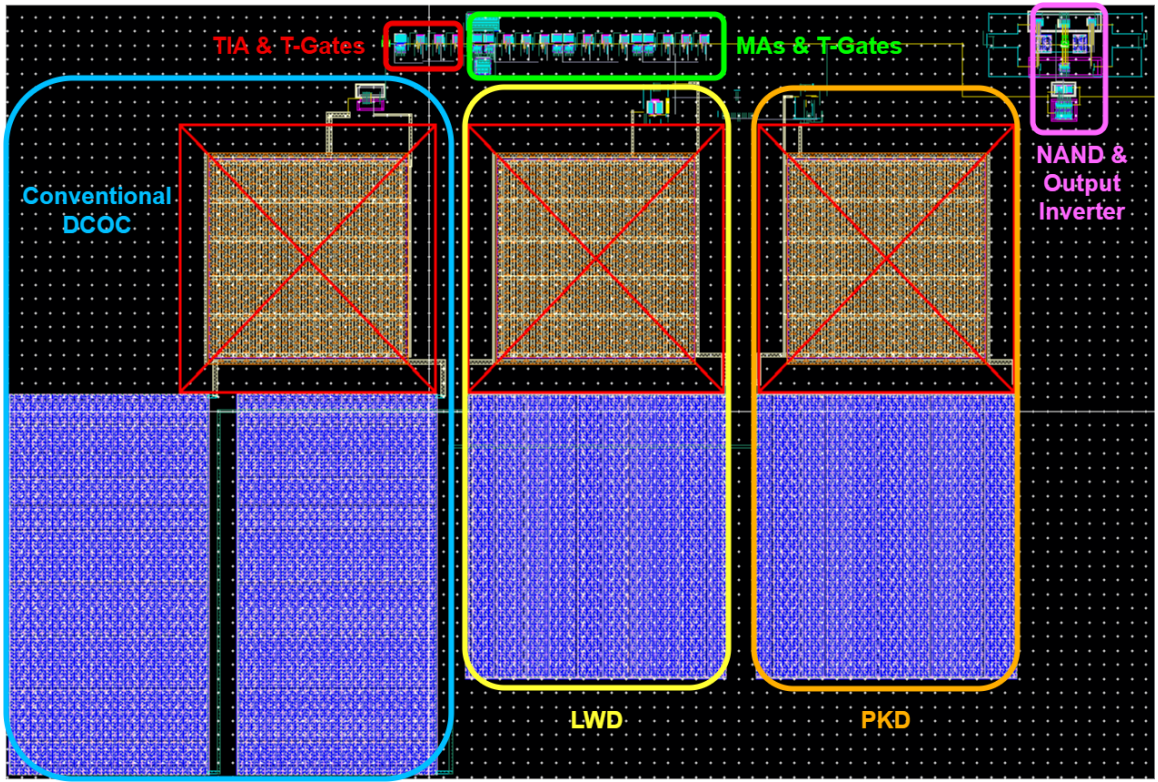 TIA & T-Gates
MAs & T-Gates
NAND &
Output
Inverter
Conventional
DCOC
LWD
PKD